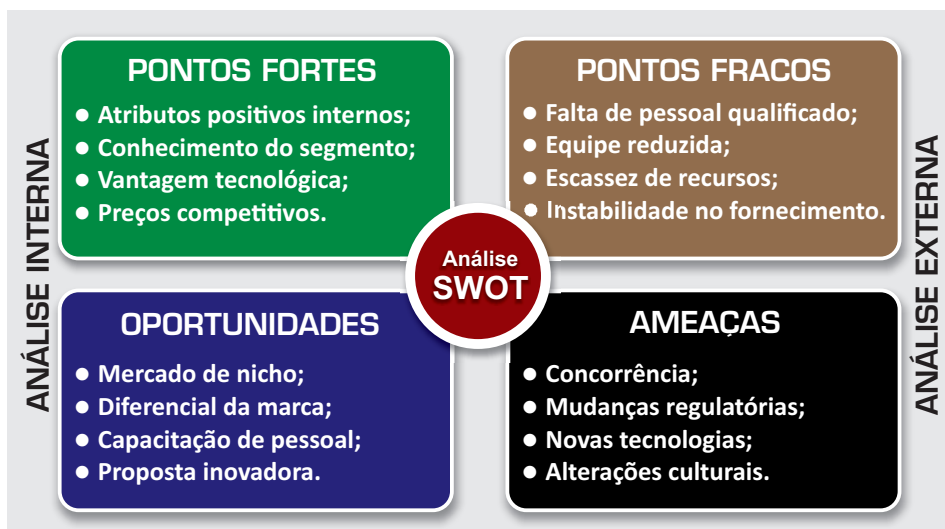 ANÁLISE INTERNA
PONTOS FORTES
● Atributos positivos internos;
● Conhecimento do segmento;
● Vantagem tecnológica;
● Preços competitivos.
PONTOS FRACOS
● Falta de pessoal qualificado;
● Equipe reduzida;
● Escassez de recursos;
● Instabilidade no fornecimento.
Análise
SWOT
OPORTUNIDADES
● Mercado de nicho;
● Diferencial da marca;
● Capacitação de pessoal;
● Proposta inovadora.
AMEAÇAS
● Concorrência;
● Mudanças regulatórias;
● Novas tecnologias;
● Alterações culturais.
ANÁLISE EXTERNA